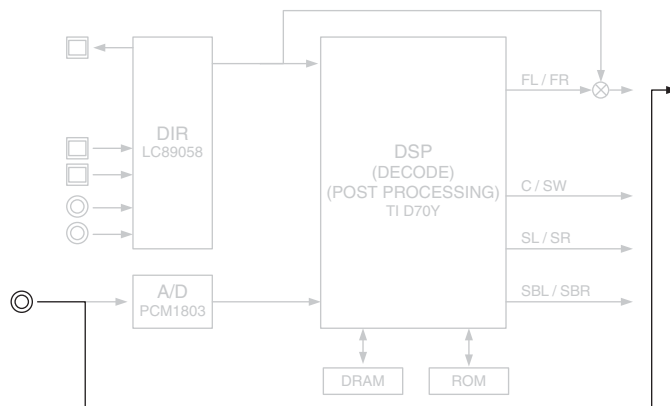 FL / FR
DIR
LC89058
DSP
(DECODE)
(POST PROCESSING)
TI D70Y
C / SW
SL / SR
A/D
PCM1803
SBL / SBR
DRAM
ROM